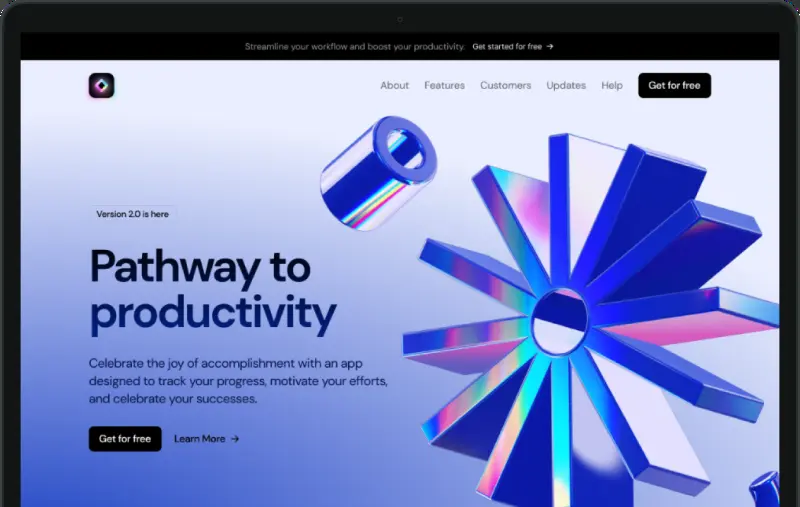 Streamline your workflow and boost your productivity. Get started for free →
About Features Customers Updates Help Get for free
Version 2.0 is here
Pathway to
productivity
Celebrate the joy of accomplishment with an app
designed to track your progress, motivate your efforts,
and celebrate your successes.
Get for free Learn More →